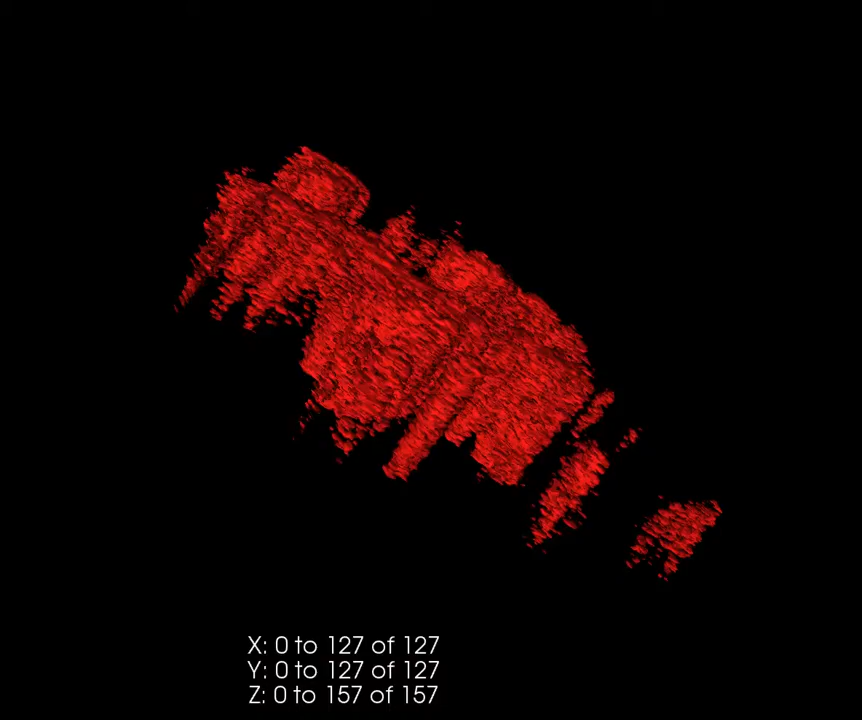 X: 0 to 127 of 127
Y: 0 to 127 of 127
Z: 0 to 157 of 157